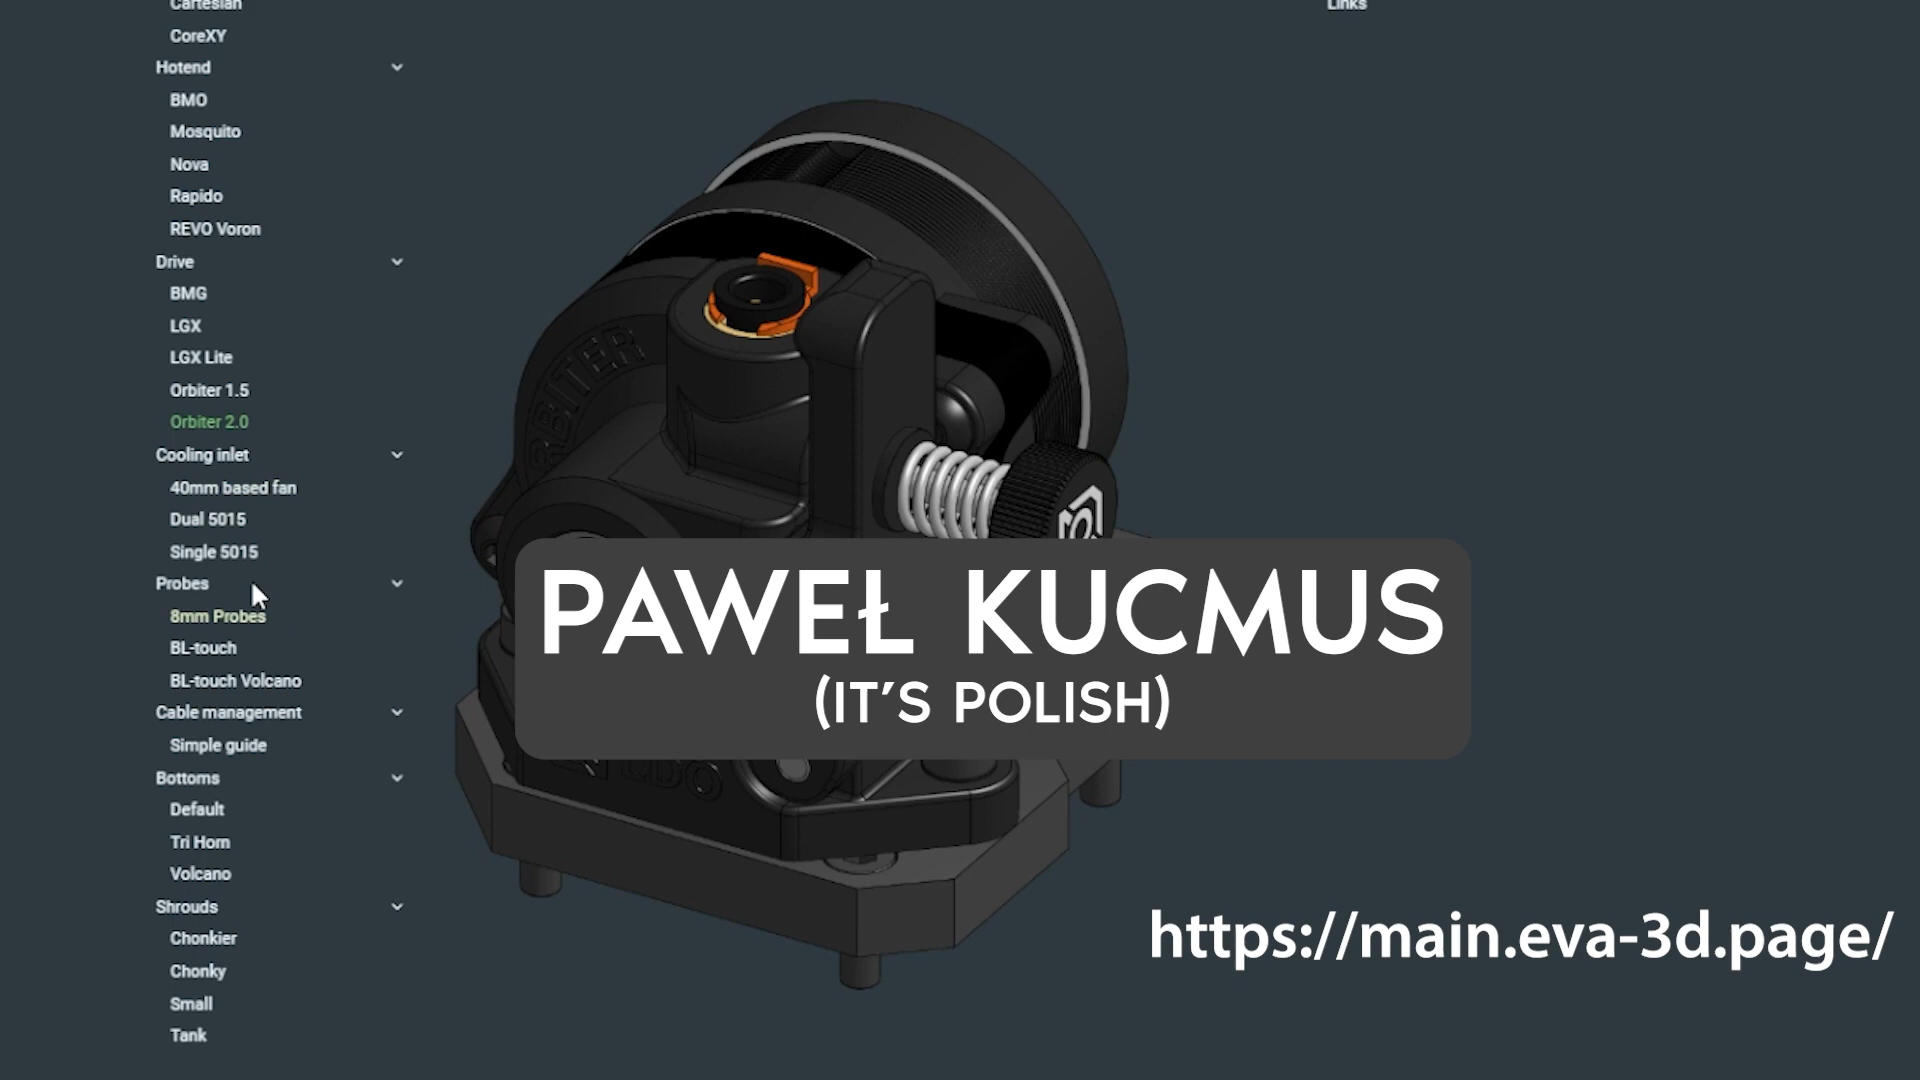 Cartesian
Links
CoreXY
Hotend
BMO
Mosquito
Nova
Rapido
REVO Voron
Drive
BMG
LGX
LGX Lite
Orbiter 1.5
Orbiter 2.0
Cooling inlet
40mm based fan
Dual 5015
Single 5015
Probes
8mm Probes
BL-touch
BL-touch Volcano
Cable management
Simple guide
Bottoms
Default
Tri Horn
Volcano
Shrouds
Chonkier
Chonky
Small
Tank
RBITER
PAWEŁ KUCMUS
(IT'S POLISH)
LDO
https://main.eva-3d.page/